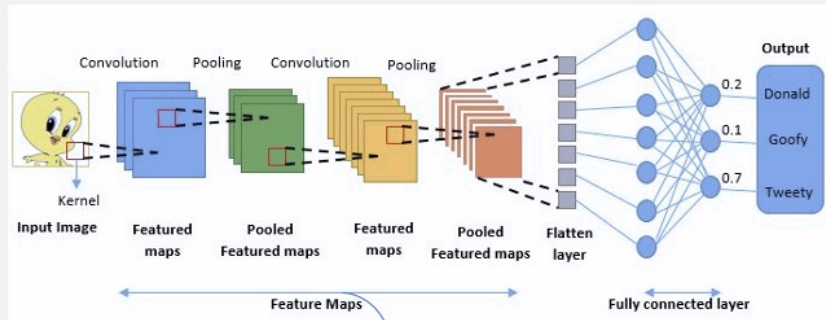 Convolution
Pooling
Convolution
Pooling
Kernel
Input Image
Featured
maps
Pooled
Featured maps
Featured
maps
Pooled
Featured maps
Flatten
layer
0.2
0.1
0.7
Output
Donald
Goofy
Tweety
Feature Maps
Fully connected layer